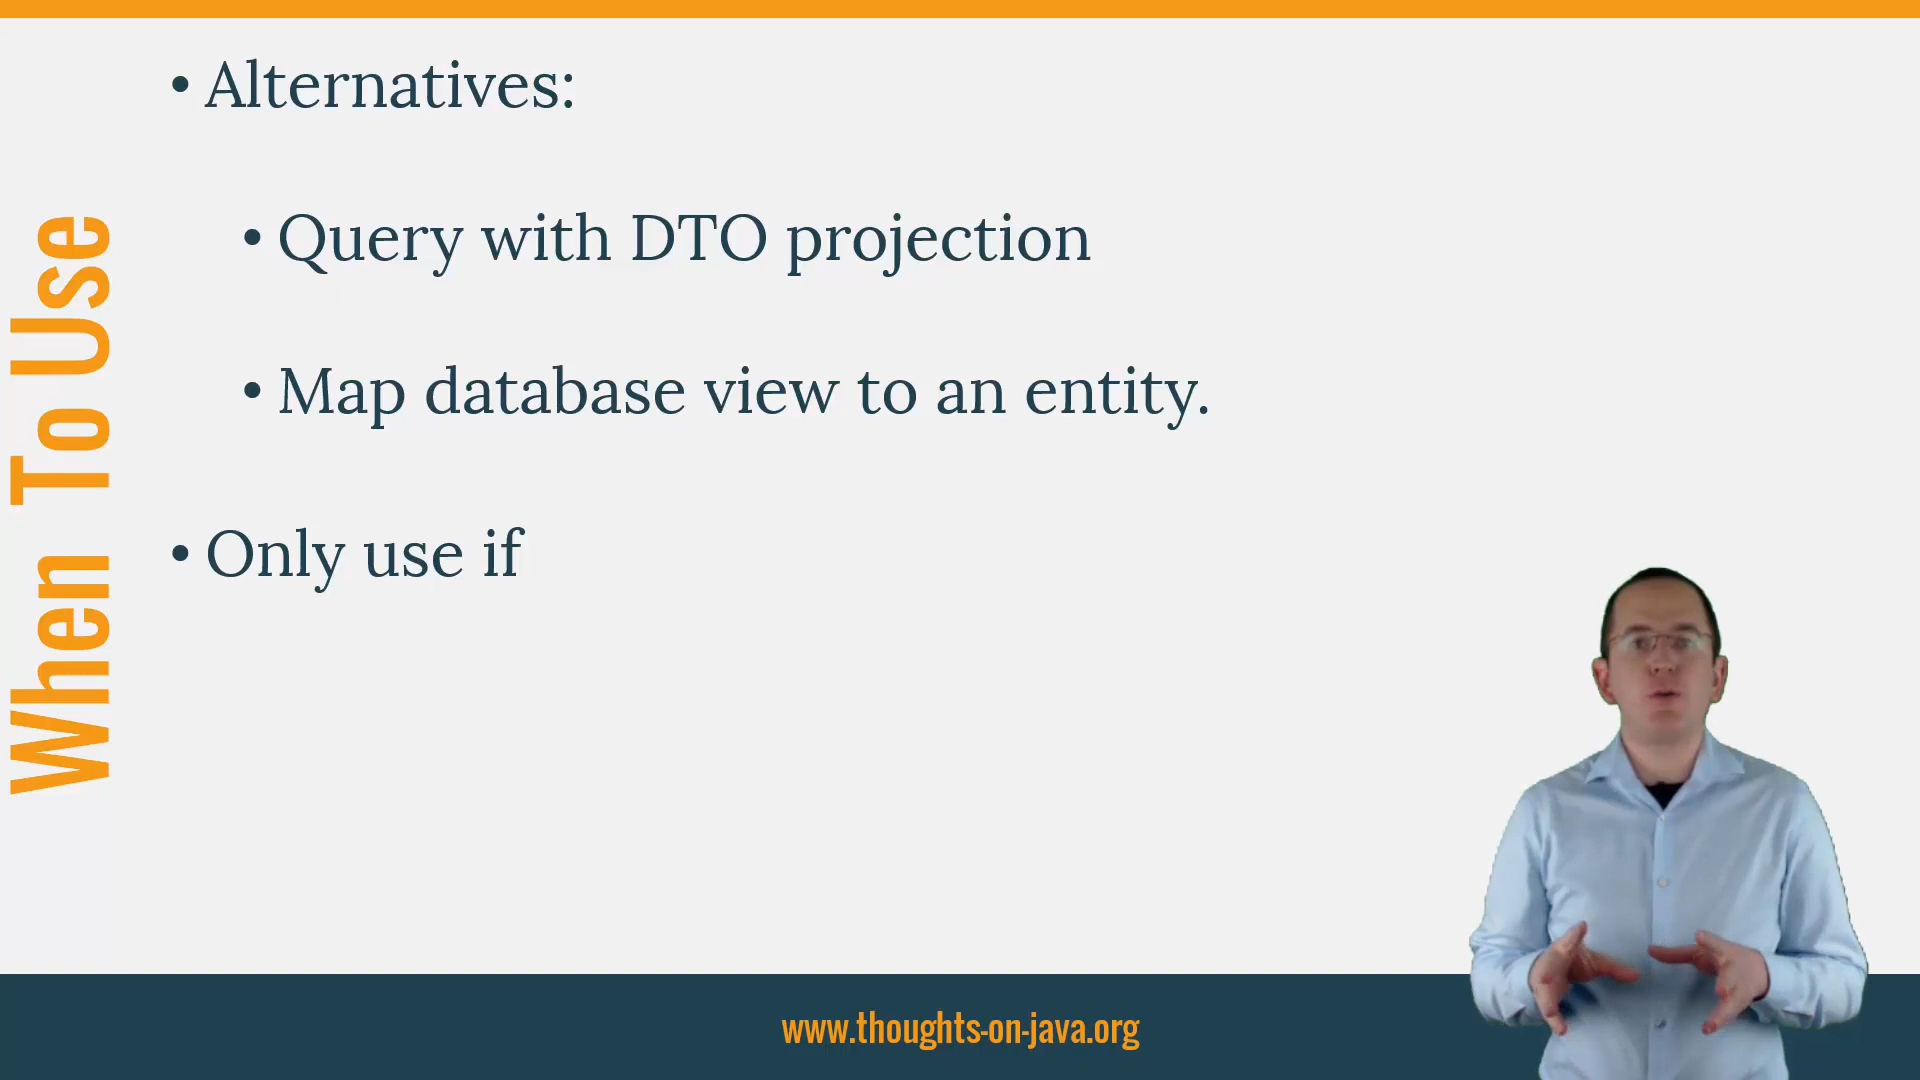 When To Use
• Alternatives:
• Query with DTO projection
• Map database view to an entity.
• Only use if
www.thoughts-on-java.org